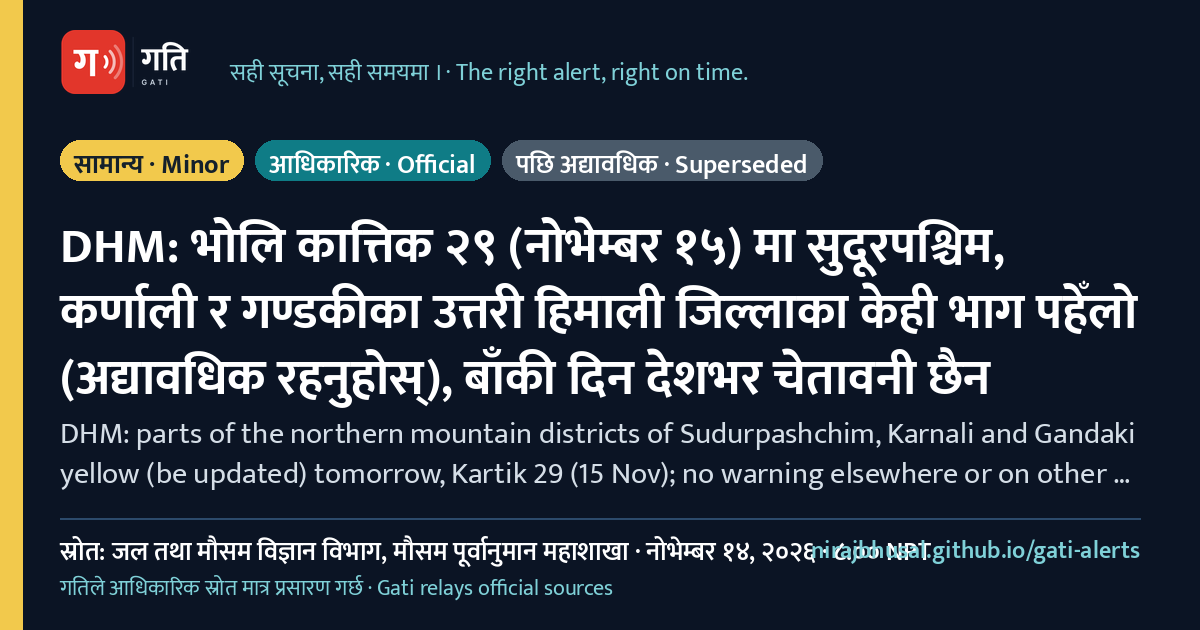 ग गति
GATI
सही सूचना, सही समयमा । · The right alert, right on time.
सामान्य · Minor
आधिकारिक · Official
पछि अद्यावधिक · Superseded
DHM: भोलि कात्तिक २९ (नोभेम्बर १५) मा सुदूरपश्चिम,
कर्णाली र गण्डकीका उत्तरी हिमाली जिल्लाका केही भाग पहेँलो
(अद्यावधिक रहनुहोस्), बाँकी दिन देशभर चेतावनी छैन
DHM: parts of the northern mountain districts of Sudurpashchim, Karnali and Gandaki
yellow (be updated) tomorrow, Kartik 29 (15 Nov); no warning elsewhere or on other ...
स्रोत: जल तथा मौसम विज्ञान विभाग, मौसम पूर्वानुमान महाशाखा · नोभेम्बर १४, २०२६ · NPT
nirajbhusal.github.io/gati-alerts
गतिले आधिकारिक स्रोत मात्र प्रसारण गर्छ · Gati relays official sources